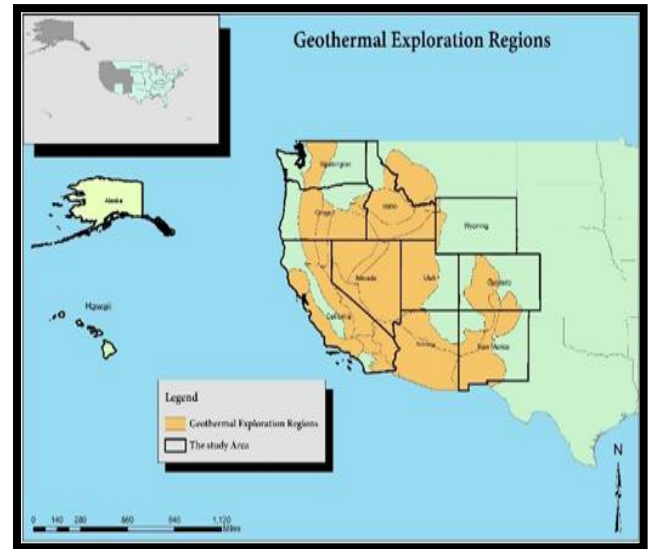 Geothermal Exploration Regions
Washington
Alaska
Oregon
Idaho
Wyoming
Hawaii
Nevada
Utah
Colorado
California
Arizona
New Mexico
Legend
Geothermal Exploration Regions
The study Area
N
0 140 280 560 840 1,120
Miles